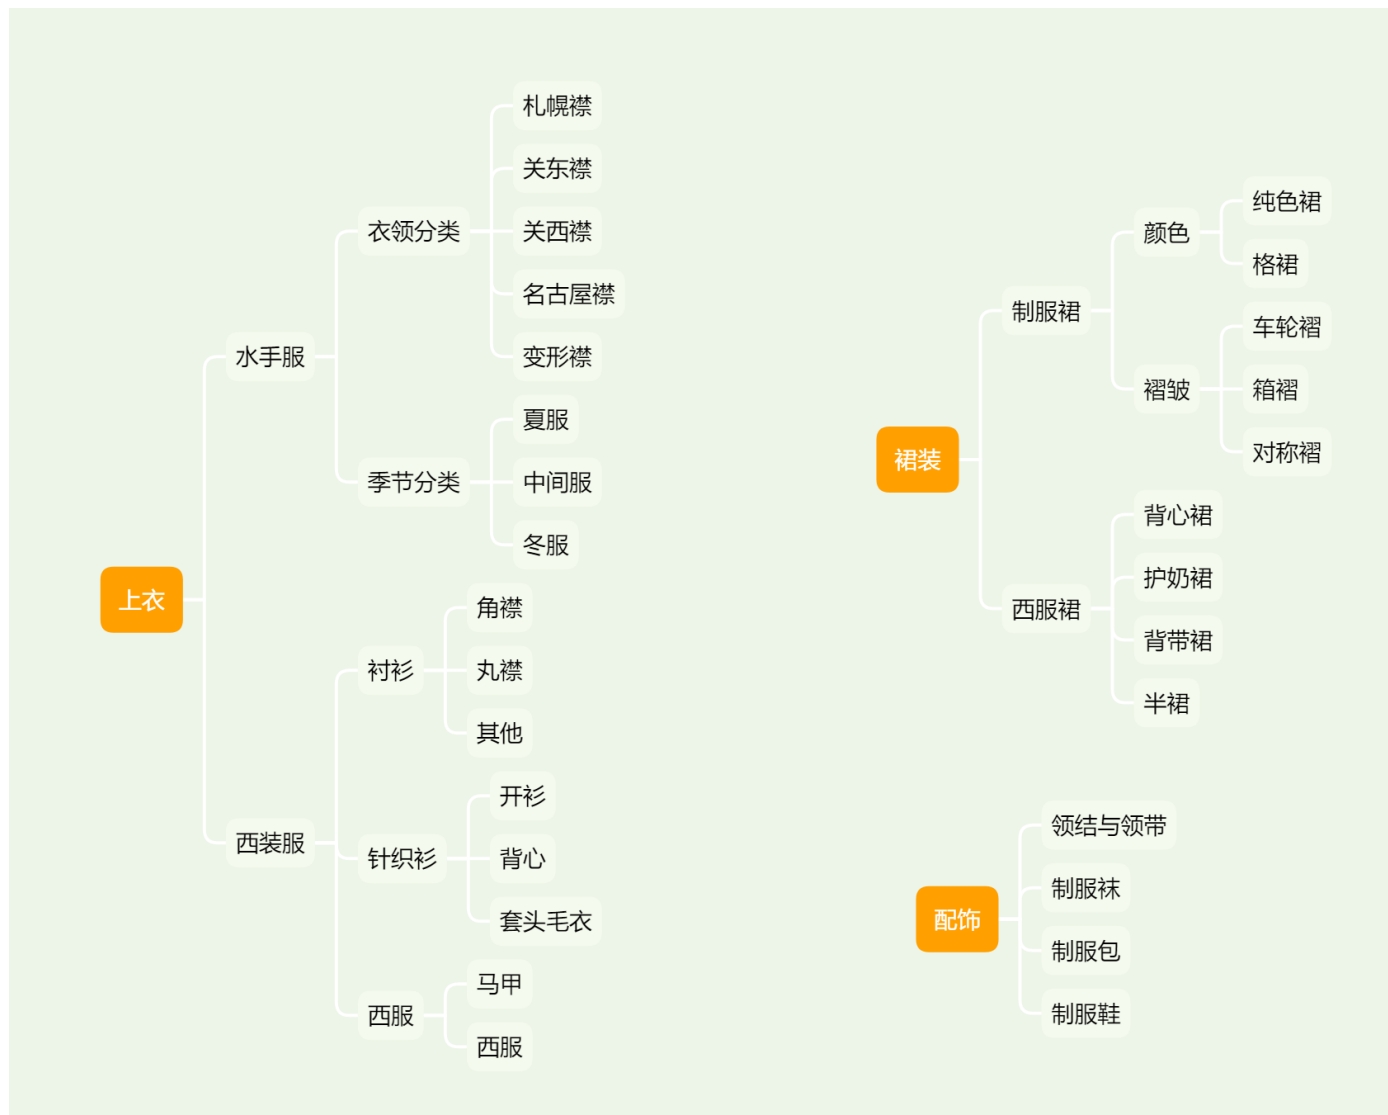 上衣
水手服
衣领分类
札幌襟
关东襟
关西襟
名古屋襟
变形襟
季节分类
夏服
中间服
冬服
西装服
衬衫
角襟
丸襟
其他
针织衫
开衫
背心
套头毛衣
西服
马甲
西服
裙装
制服裙
颜色
纯色裙
格裙
褶皱
车轮褶
箱褶
对称褶
西服裙
背心裙
护奶裙
背带裙
半裙
配饰
领结与领带
制服袜
制服包
制服鞋